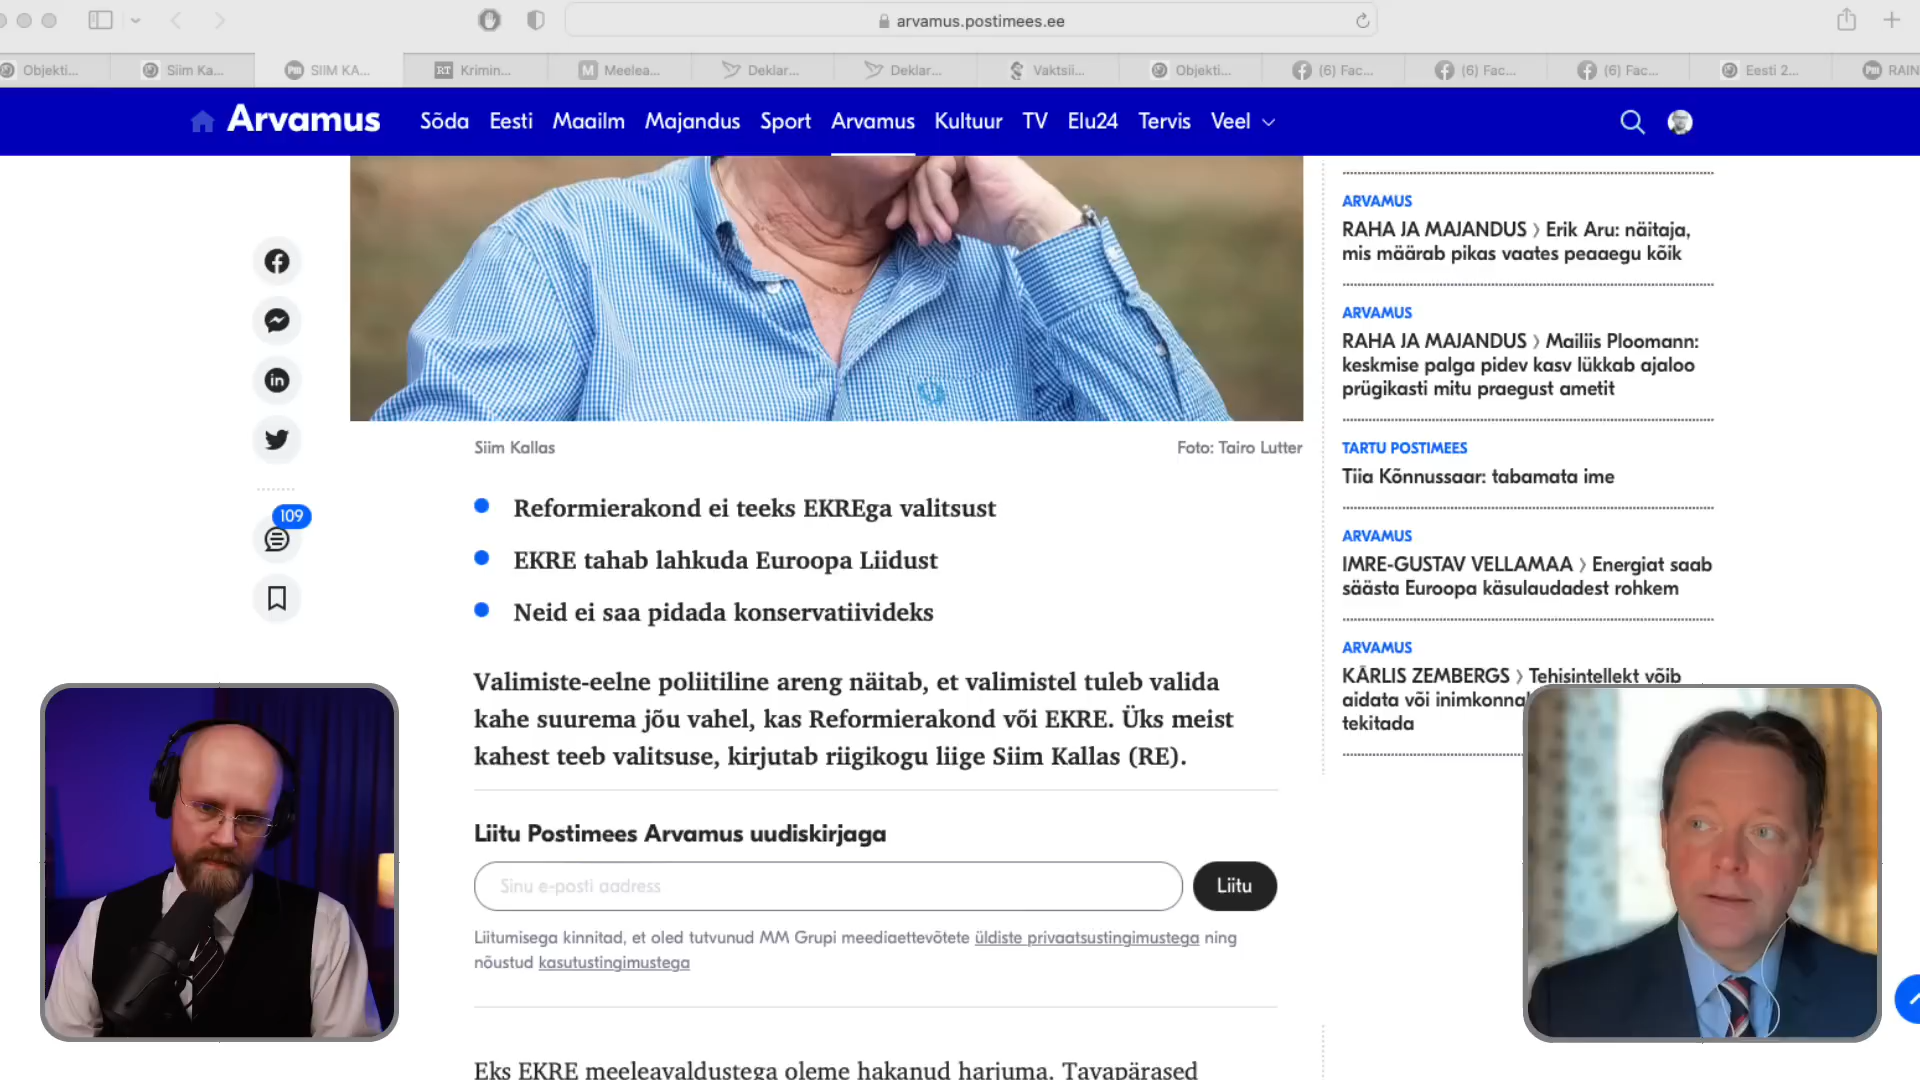 arvamus.postimees.ee
Objekti...
Siim Ka...
SIIM KA...
Krimin...
Meelea...
Deklar...
Deklar...
Vaktsii...
Objekti...
(6) Fac...
(6) Fac...
(6) Fac...
Eesti 2...
RAIN
Arvamus
Sõda Eesti Maailm Majandus Sport Arvamus Kultuur TV Elu24 Tervis Veel
109
Siim Kallas
Foto: Tairo Lutter
Reformierakond ei teeks EKREga valitsust
EKRE tahab lahkuda Euroopa Liidust
Neid ei saa pidada konservatiivideks
Valimiste-eelne poliitiline areng näitab, et valimistel tuleb valida
kahe suurema jõu vahel, kas Reformierakond või EKRE. Üks meist
kahest teeb valitsuse, kirjutab riigikogu liige Siim Kallas (RE).
Liitu Postimees Arvamus uudiskirjaga
Sinu e-posti aadress
Liitu
Liitumisega kinnitad, et oled tutvunud MM Grupi meediaettevõtete üldiste privaatsustingimustega ning
nõustud kasutustingimustega
Eks EKRE meeleavaldustega oleme hakanud harjuma. Tavapärased
ARVAMUS
RAHA JA MAJANDUS › Erik Aru: näitaja,
mis määrab pikas vaates peaaegu kõik
ARVAMUS
RAHA JA MAJANDUS › Mailiis Ploomann:
keskmise palga pidev kasv lükkab ajaloo
prügikasti mitu praegust ametit
TARTU POSTIMEES
Tiia Kõnnussaar: tabamata ime
ARVAMUS
IMRE-GUSTAV VELLAMAA › Energiat saab
säästa Euroopa käsulaudadest rohkem
ARVAMUS
KĀRLIS ZEMBERGS › Tehisintellekt võib
aidata või inimkonna
tekitada